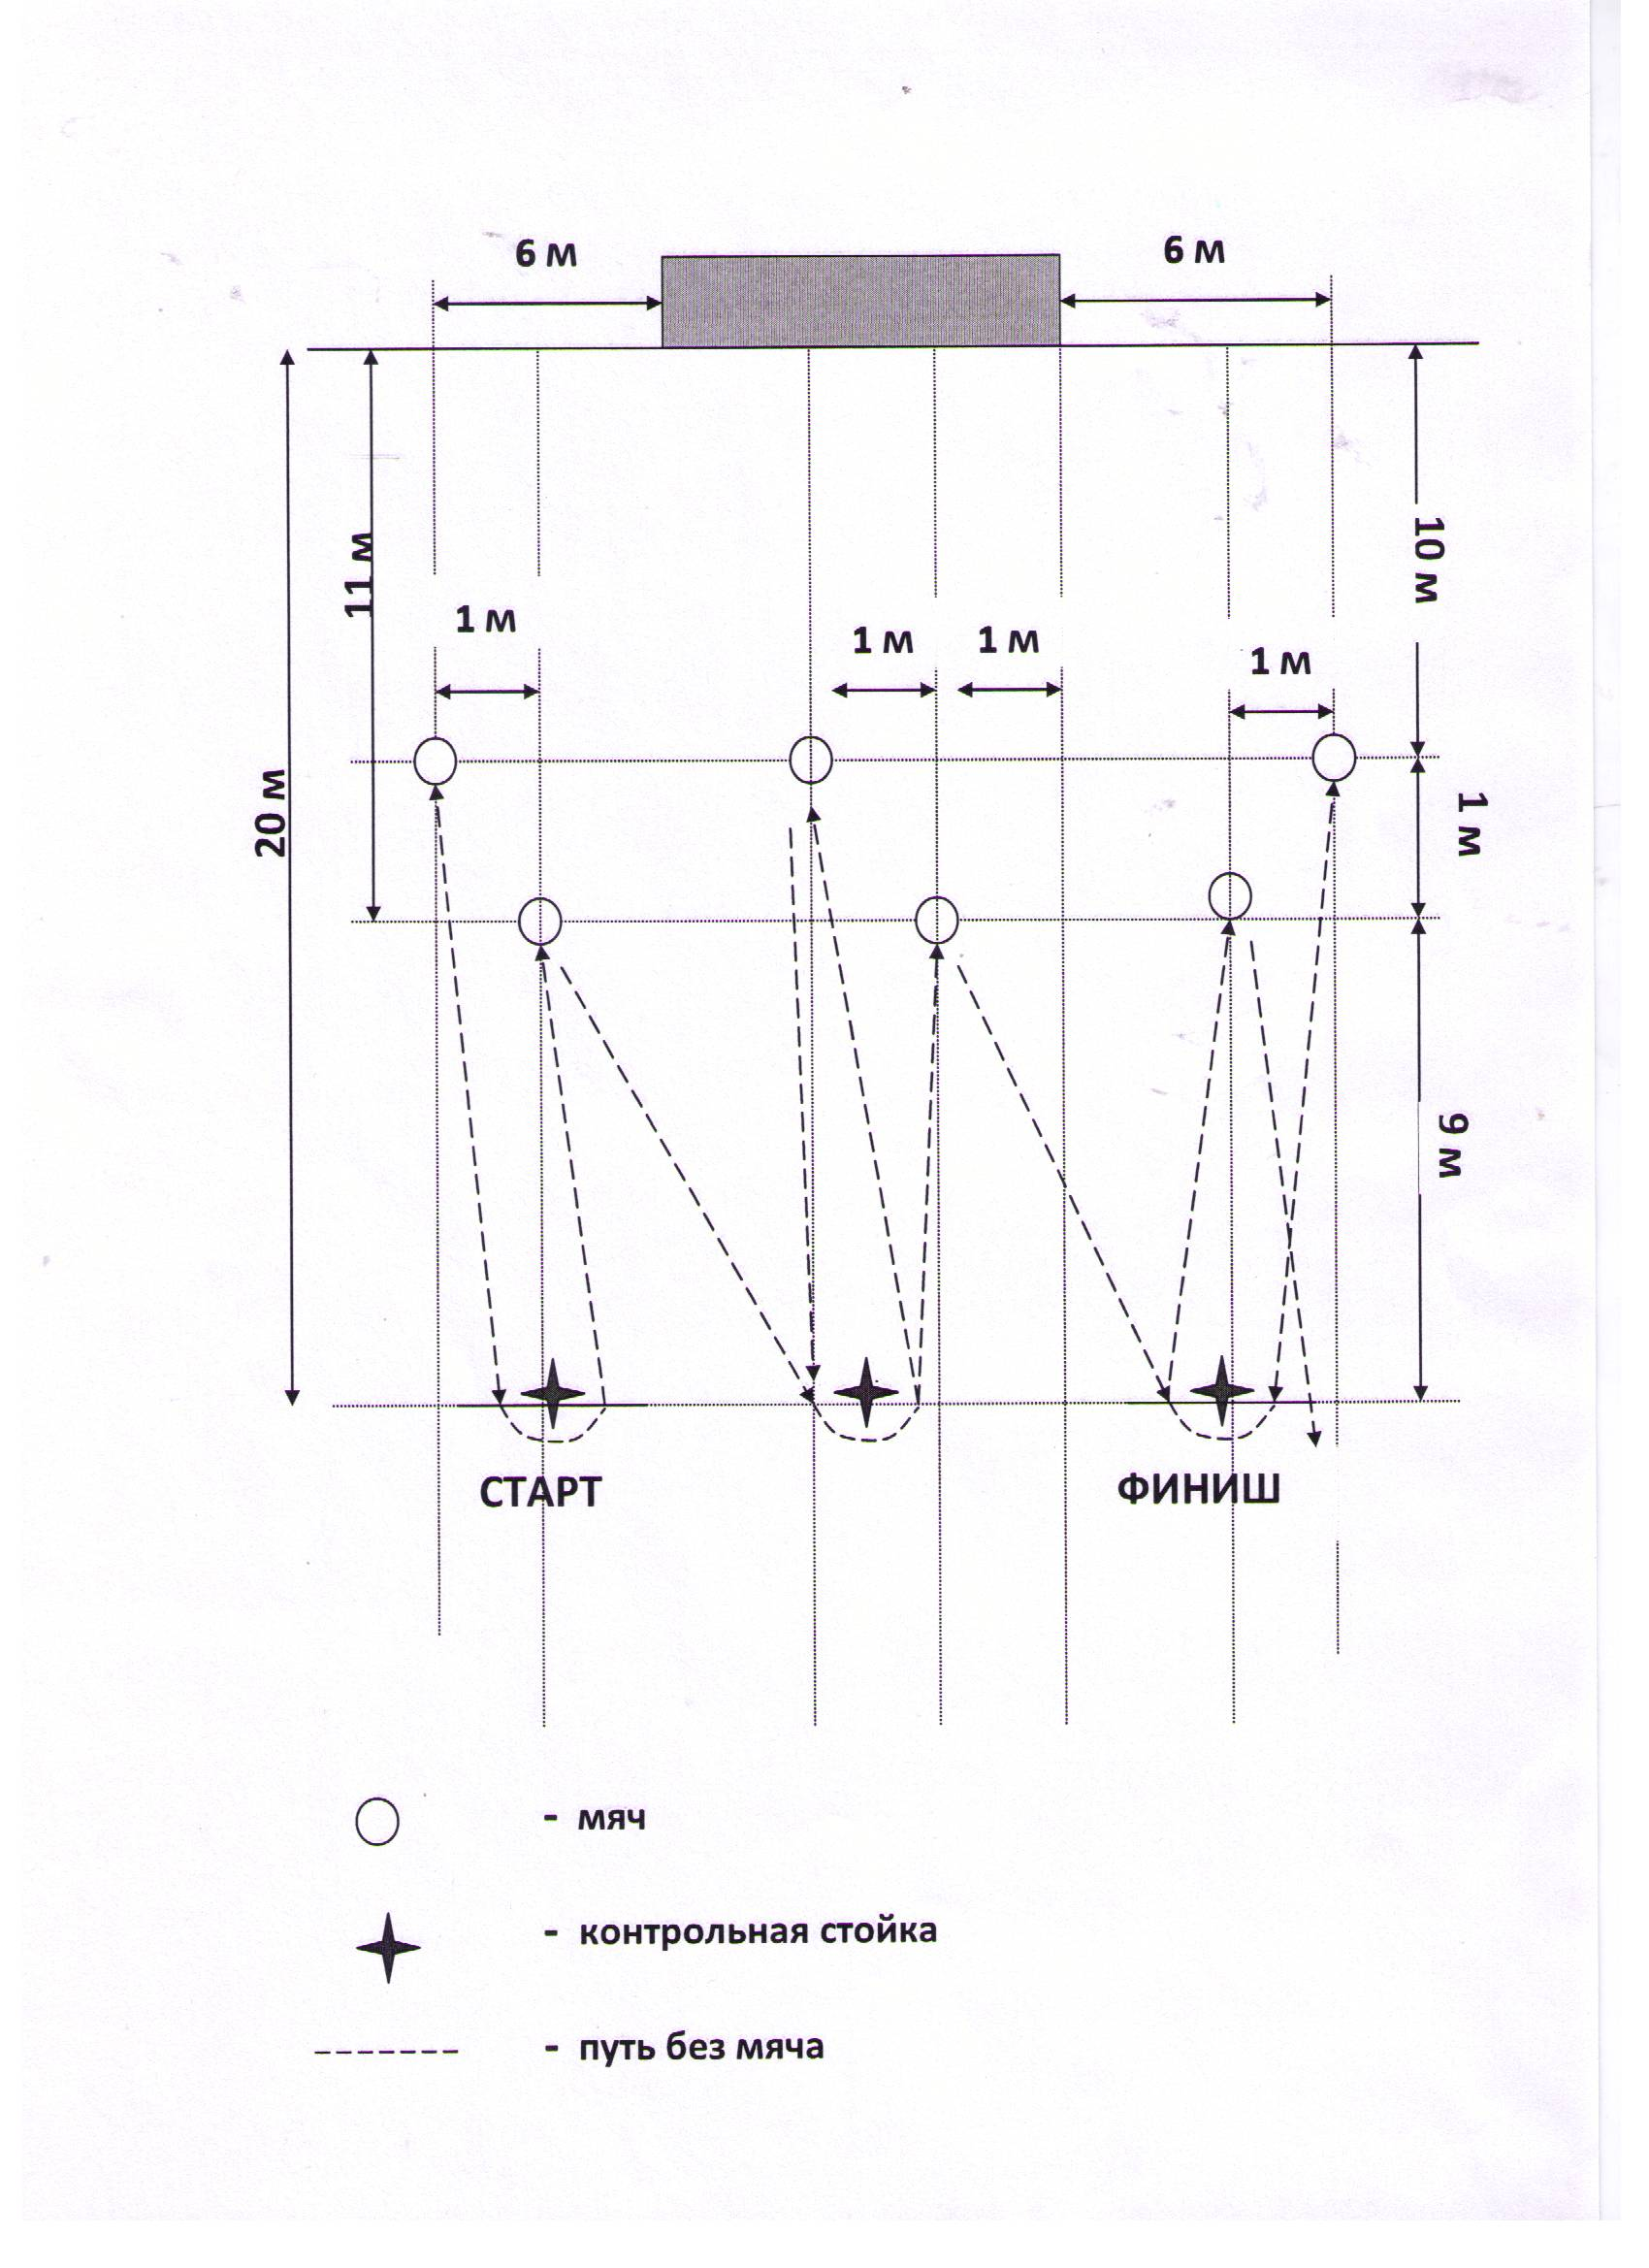 6 М
6 М
11 м
10 м
1 М
1 М
1 М
1 М
20 м
1 м
9 м
СТАРТ
ФИНИШ
- мяч
- контрольная стойка
- путь без мяча